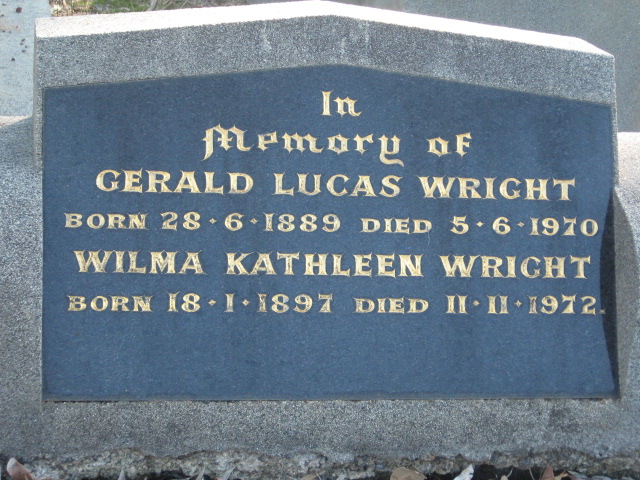 In
Memory of
GERALD LUCAS WRIGHT
BORN 28·6·1889 DIED 5·6·1970
WILMA KATHLEEN WRIGHT
BORN 18·1·1897 DIED 11·11·1972.